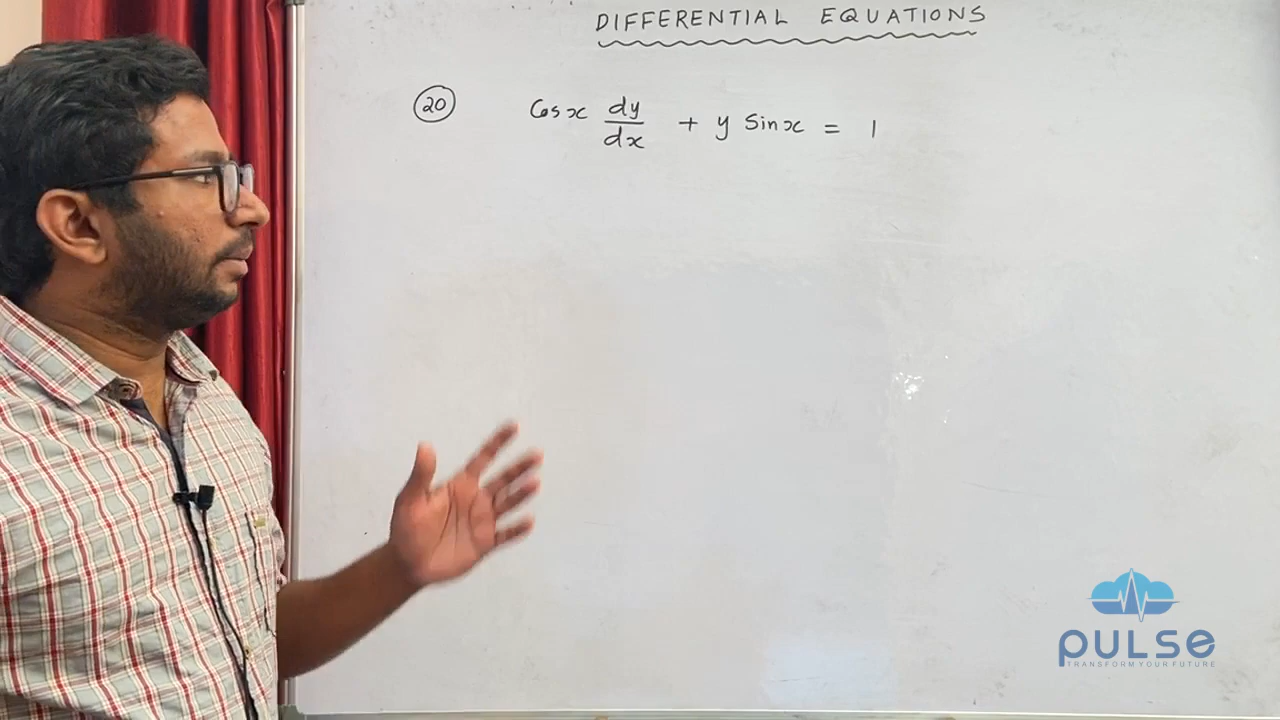 DIFFERENTIAL EQUATIONS
20 Cos x dy/dx + y Sin x = 1
PULSE
TRANSFORM YOUR FUTURE